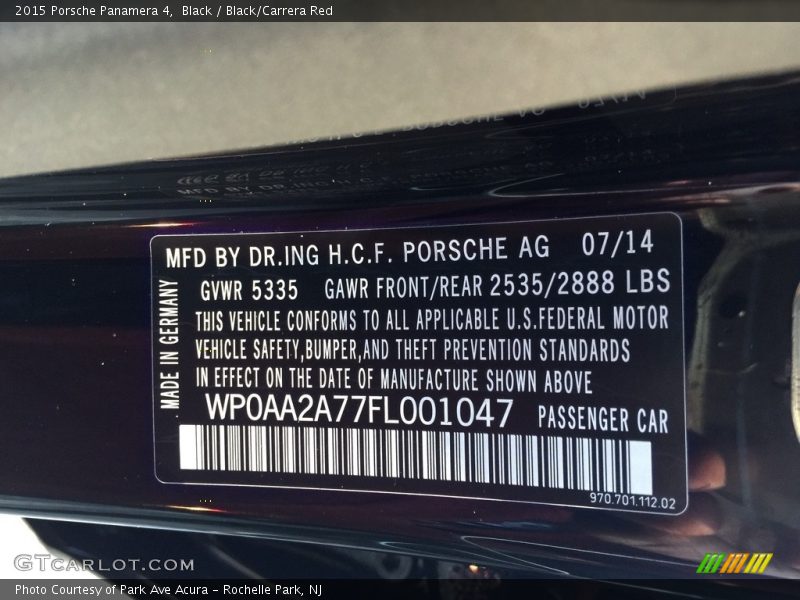 2015 Porsche Panamera 4,  Black / Black/Carrera Red
MFD BY DR.ING H.C.F. PORSCHE AG 07/14
GVWR 5335 GAWR FRONT/REAR 2535/2888 LBS
THIS VEHICLE CONFORMS TO ALL APPLICABLE U.S.FEDERAL MOTOR
VEHICLE SAFETY,BUMPER,AND THEFT PREVENTION STANDARDS
IN EFFECT ON THE DATE OF MANUFACTURE SHOWN ABOVE
WP0AA2A77FL001047 PASSENGER CAR
MADE IN GERMANY
970.701.112.02
GTCARLOT.COM
Photo Courtesy of Park Ave Acura - Rochelle Park, NJ